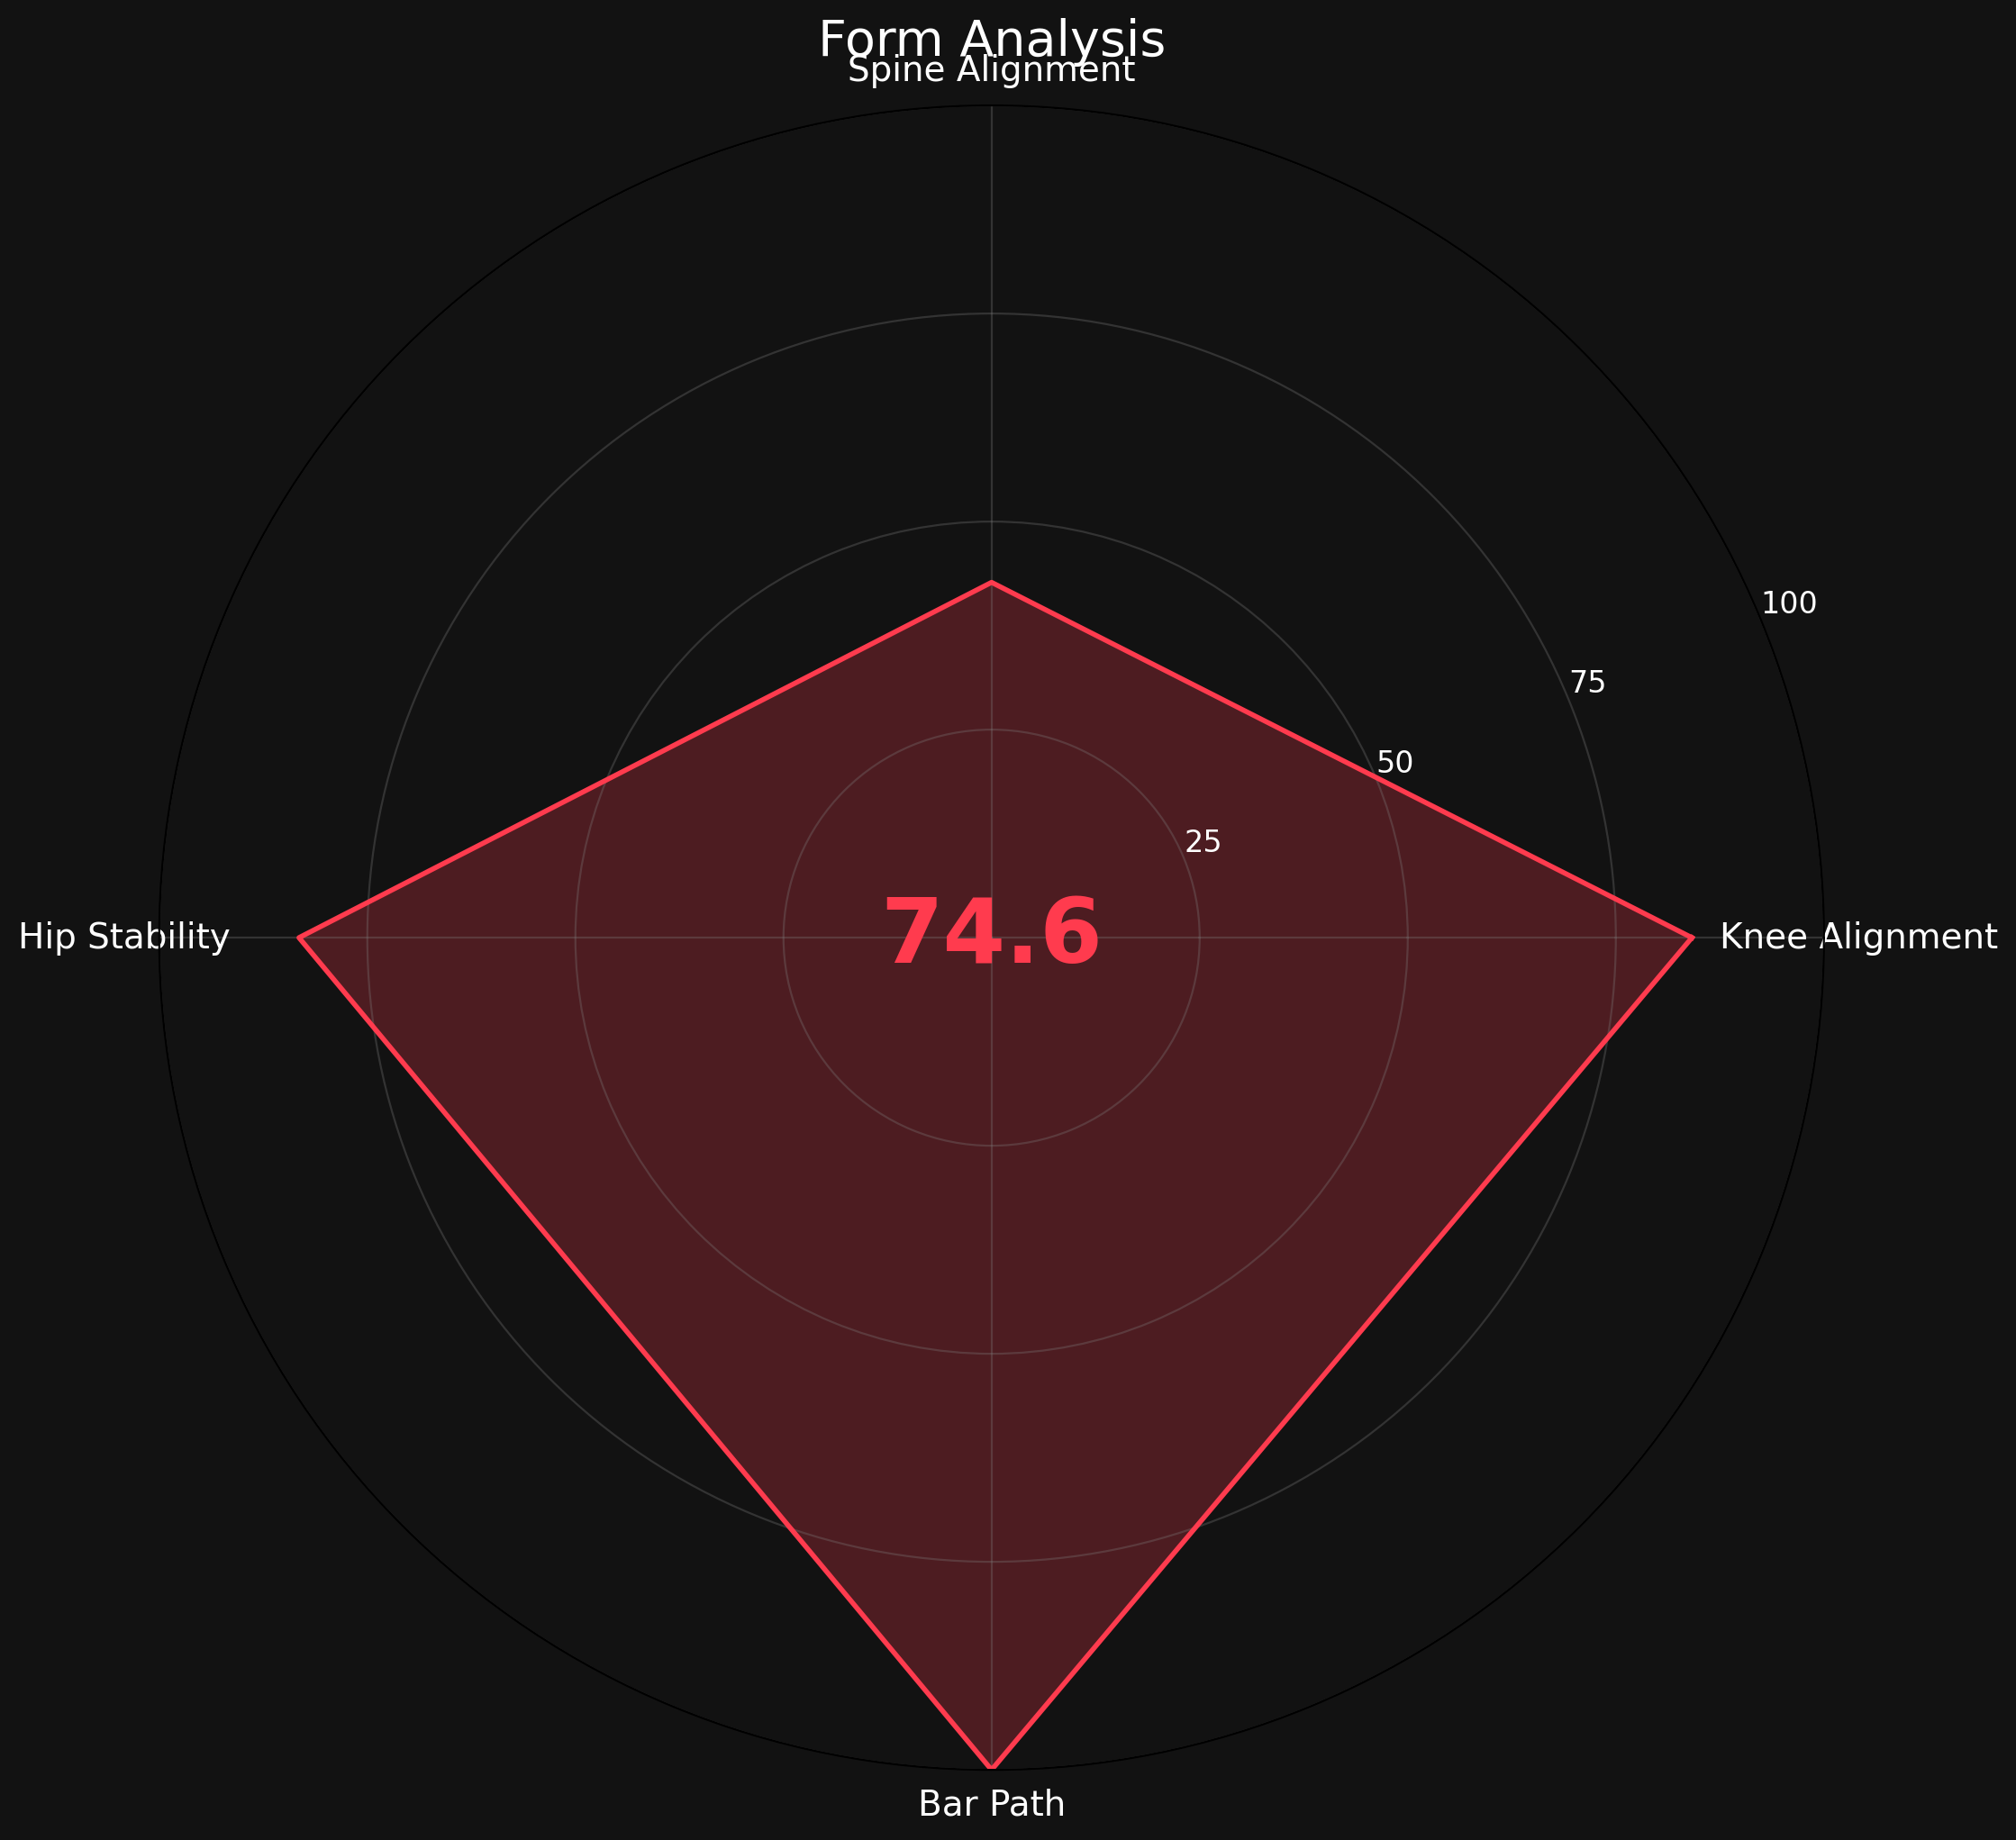 Form Analysis
Spine Alignment
100
75
50
25
74.6
Hip Stability
Knee Alignment
Bar Path